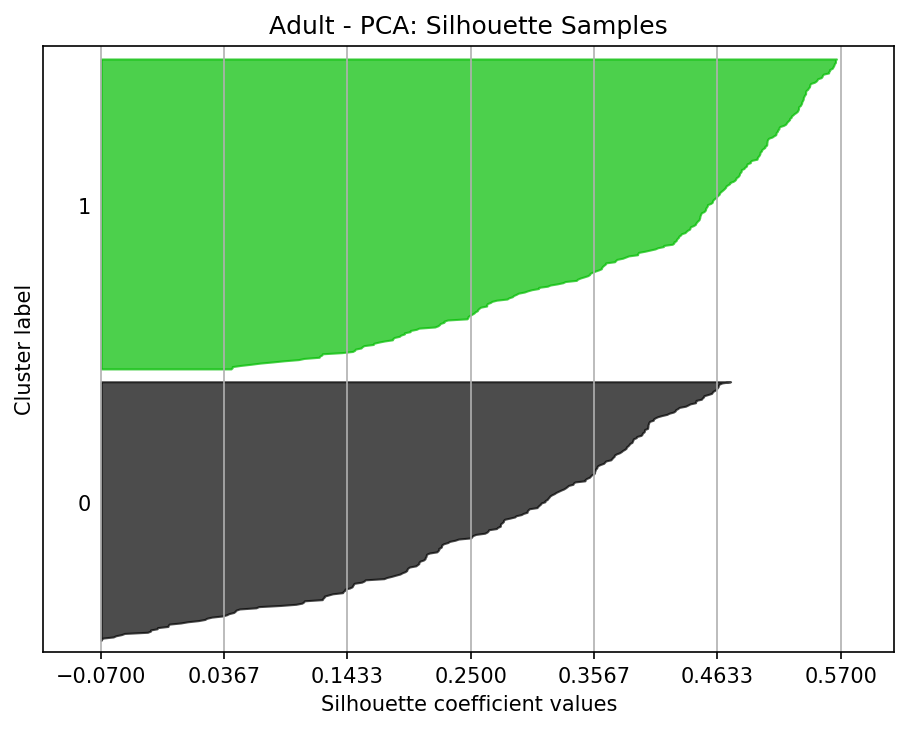 Adult - PCA: Silhouette Samples
Cluster label
1
0
−0.0700 0.0367 0.1433 0.2500 0.3567 0.4633 0.5700
Silhouette coefficient values